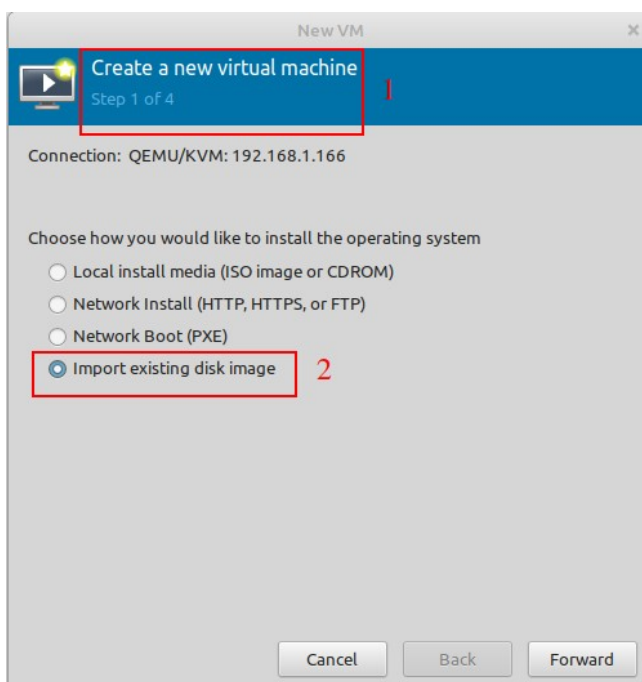 New VM
Create a new virtual machine
Step 1 of 4
1
Connection: QEMU/KVM: 192.168.1.166
Choose how you would like to install the operating system
Local install media (ISO image or CDROM)
Network Install (HTTP, HTTPS, or FTP)
Network Boot (PXE)
Import existing disk image 2
Cancel Back Forward